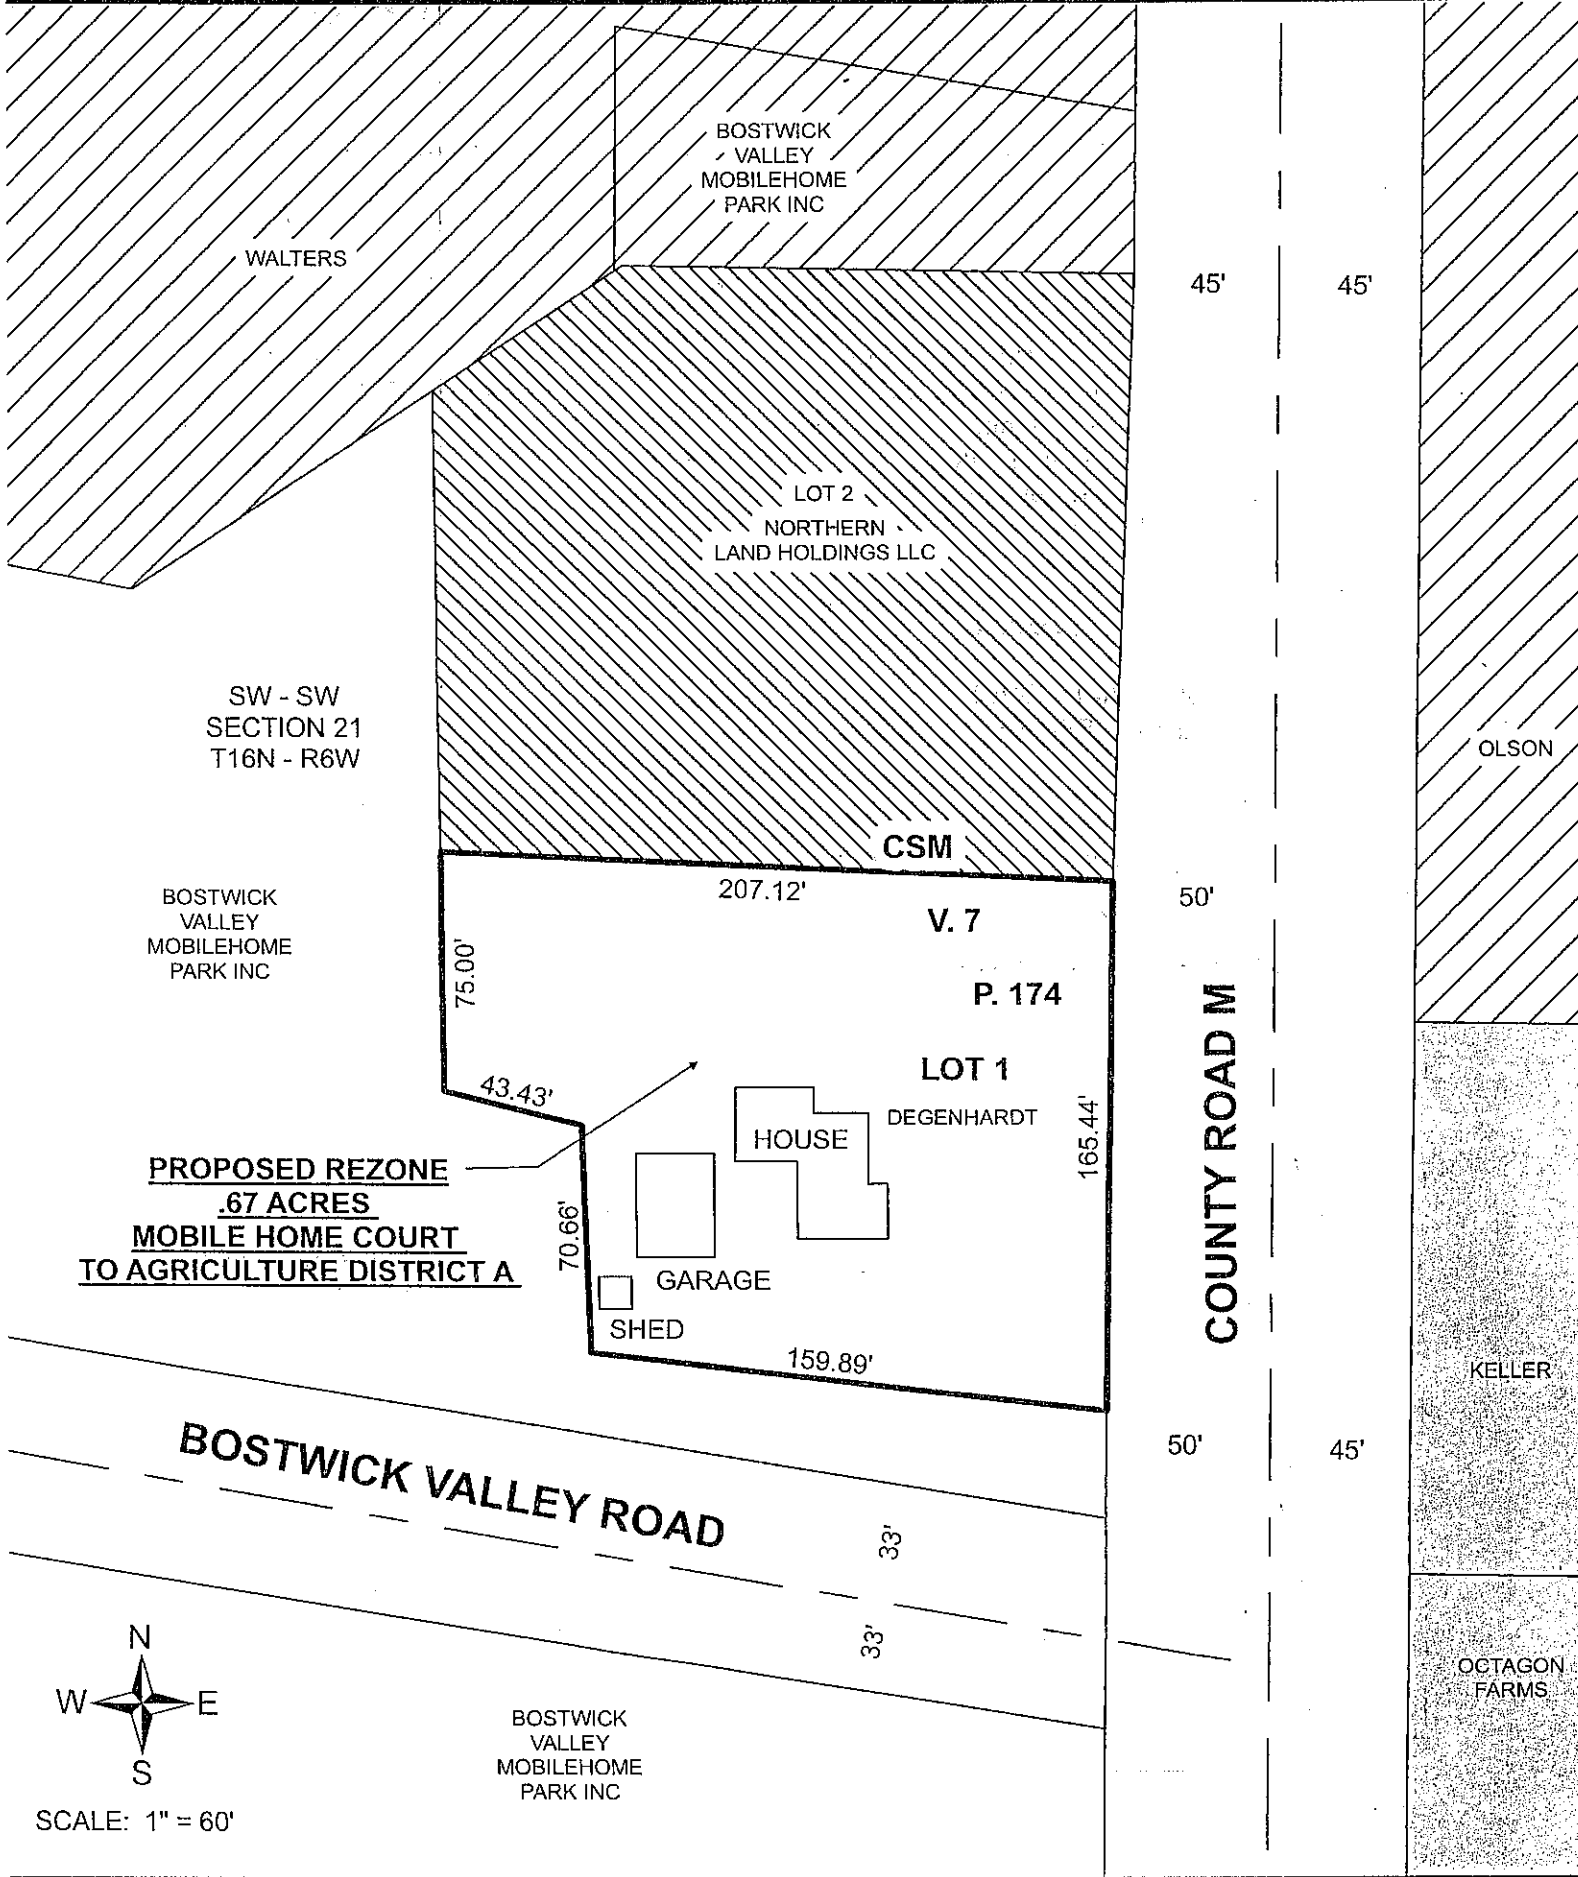 BOSTWICK
VALLEY
MOBILEHOME
PARK INC
WALTERS
45'
45'
LOT 2
NORTHERN
LAND HOLDINGS LLC
SW - SW
SECTION 21
T16N - R6W
OLSON
CSM
207.12'
50'
BOSTWICK
VALLEY
MOBILEHOME
PARK INC
V. 7
75.00'
P. 174
COUNTY ROAD M
LOT 1
DEGENHARDT
43.43'
HOUSE
165.44'
PROPOSED REZONE
.67 ACRES
MOBILE HOME COURT
TO AGRICULTURE DISTRICT A
70.66'
GARAGE
SHED
159.89'
KELLER
BOSTWICK VALLEY ROAD
50'
45'
33'
33'
N
W
E
S
OCTAGON
FARMS
BOSTWICK
VALLEY
MOBILEHOME
PARK INC
SCALE: 1" = 60'